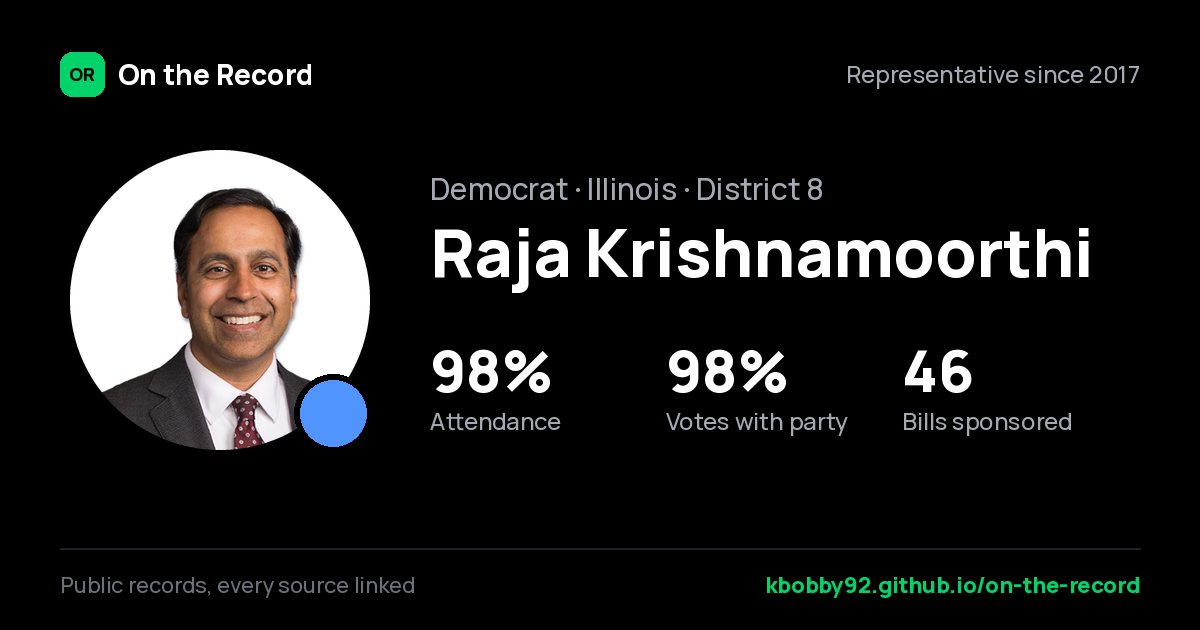 OR On the Record
Representative since 2017
Democrat · Illinois · District 8
Raja Krishnamoorthi
98% 98% 46
Attendance Votes with party Bills sponsored
Public records, every source linked
kbobby92.github.io/on-the-record